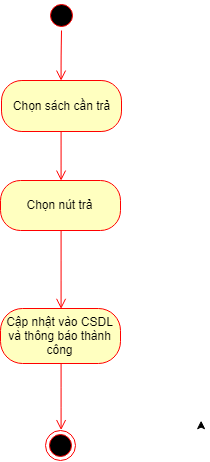 Chọn sách cần trả
Chọn nút trả
Cập nhật vào CSDL
và thông báo thành
công